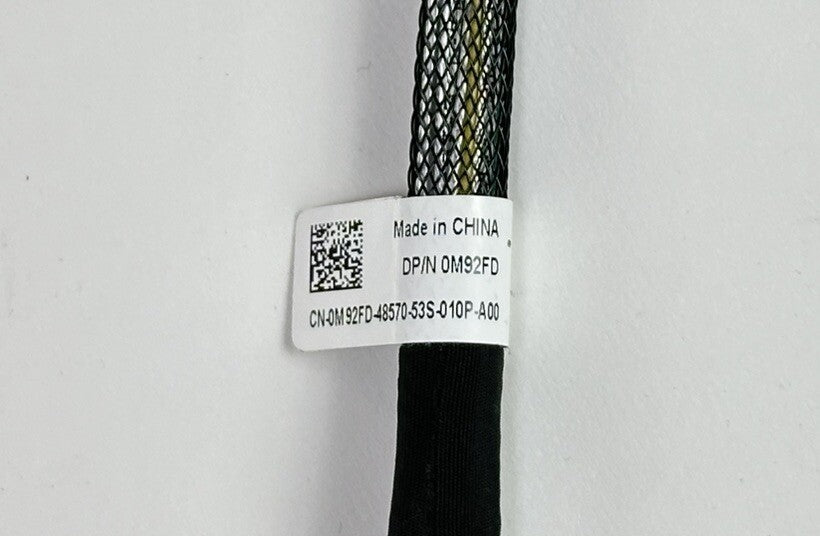 Made in CHINA
DP/N 0M92FD
CN-0M92FD-48570-53S-010P-A00